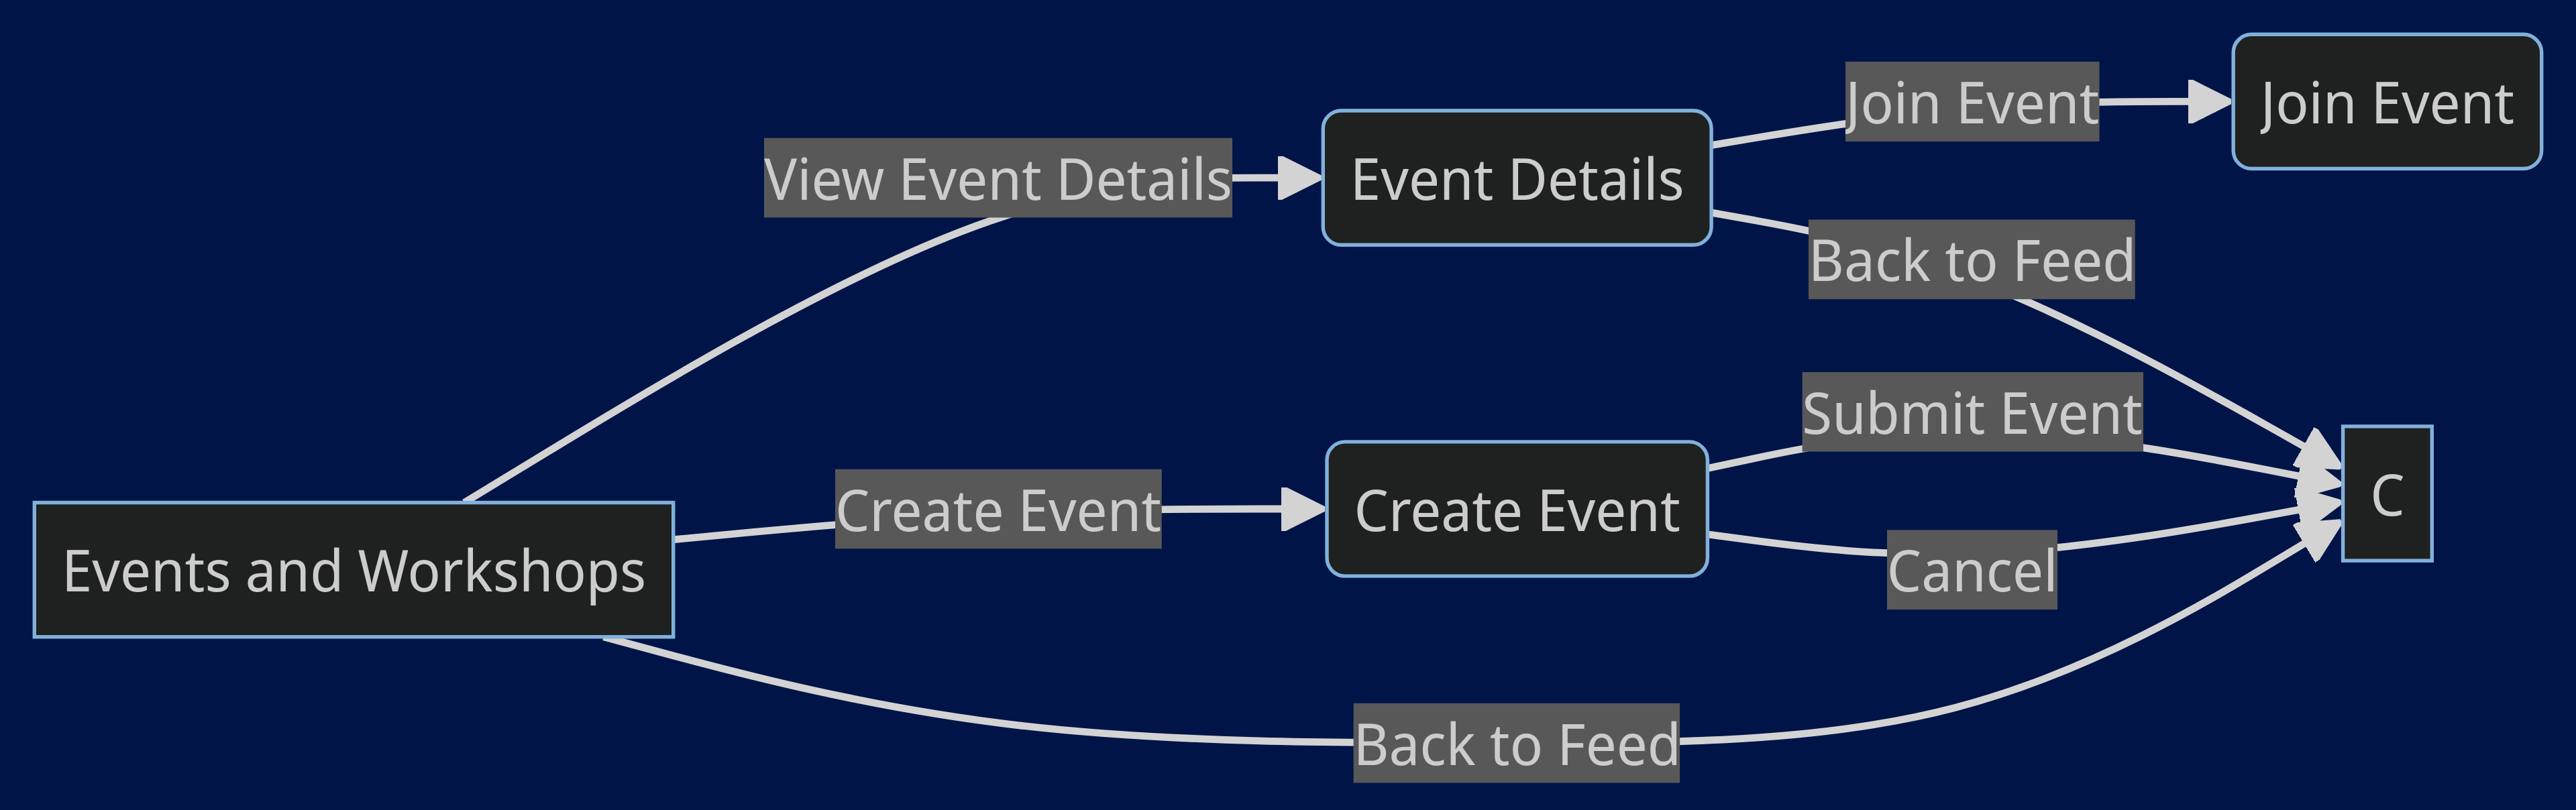 Join Event
Join Event
View Event Details
Event Details
Back to Feed
Submit Event
C
Create Event
Create Event
Events and Workshops
Cancel
Back to Feed